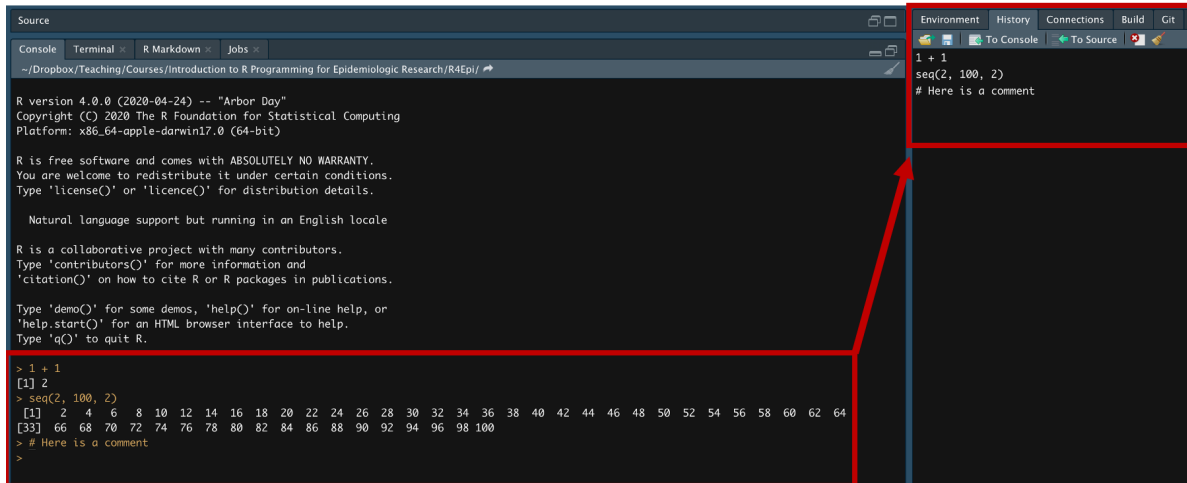 Source
Console Terminal R Markdown Jobs
~/Dropbox/Teaching/Courses/Introduction to R Programming for Epidemiologic Research/R4Epi/
R version 4.0.0 (2020-04-24) -- "Arbor Day"
Copyright (C) 2020 The R Foundation for Statistical Computing
Platform: x86_64-apple-darwin17.0 (64-bit)
R is free software and comes with ABSOLUTELY NO WARRANTY.
You are welcome to redistribute it under certain conditions.
Type 'license()' or 'licence()' for distribution details.
Natural language support but running in an English locale
R is a collaborative project with many contributors.
Type 'contributors()' for more information and
'citation()' on how to cite R or R packages in publications.
Type 'demo()' for some demos, 'help()' for on-line help, or
'help.start()' for an HTML browser interface to help.
Type 'q()' to quit R.
> 1 + 1
[1] 2
> seq(2, 100, 2)
[1] 2 4 6 8 10 12 14 16 18 20 22 24 26 28 30 32 34 36 38 40 42 44 46 48 50 52 54 56 58 60 62 64
[33] 66 68 70 72 74 76 78 80 82 84 86 88 90 92 94 96 98 100
> # Here is a comment
>
Environment History Connections Build Git
To Console To Source
1 + 1
seq(2, 100, 2)
# Here is a comment